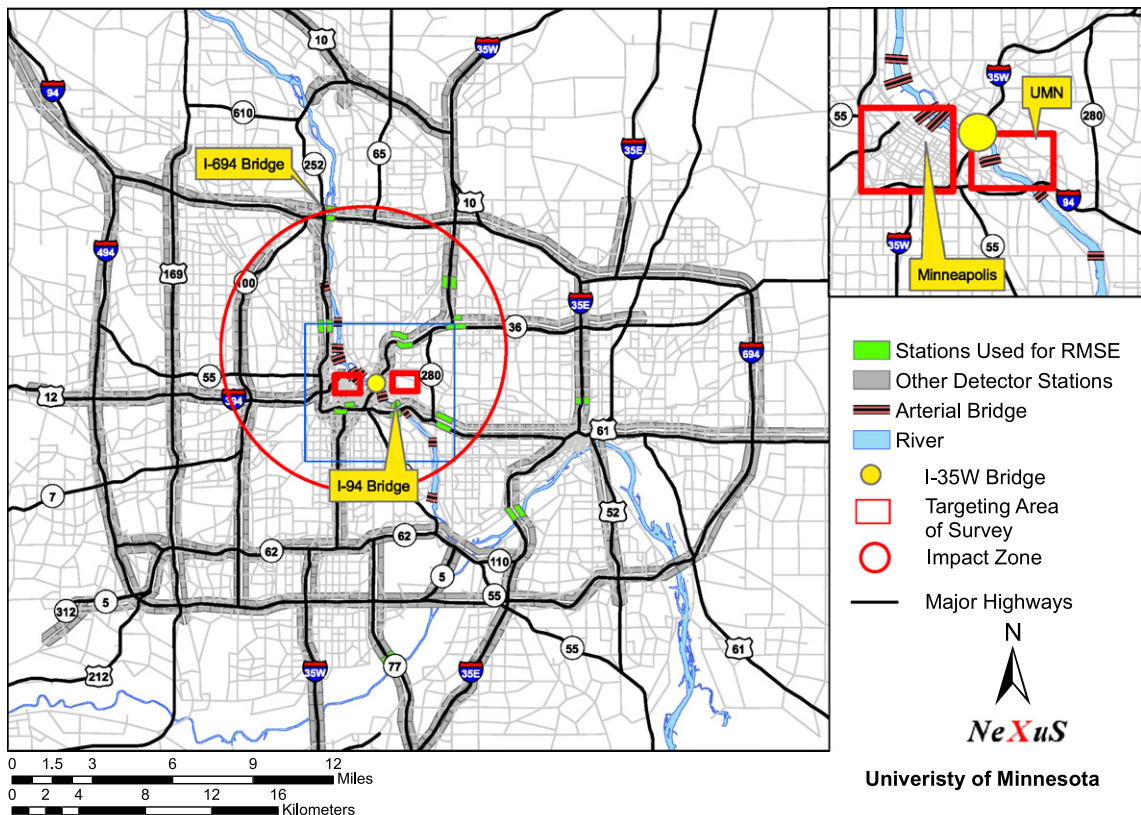 10
35W
94
610
65
35E
I-694 Bridge
252
10
494
169
100
35E
36
694
55
280
12
394
61
I-94 Bridge
7
52
62
62
110
5
5
55
312
55
61
212
35W
77
35E
35W
UMN
55
280
94
35W
55
Minneapolis
Stations Used for RMSE
Other Detector Stations
Arterial Bridge
River
I-35W Bridge
Targeting Area
of Survey
Impact Zone
Major Highways
N
NeXuS
Univeristy of Minnesota
0 1.5 3 6 9 12
Miles
0 2 4 8 12 16
Kilometers